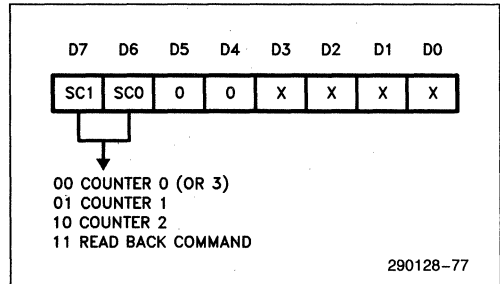 D7 D6 D5 D4 D3 D2 D1 D0
SC1 SC0 0 0 X X X X
00 COUNTER 0 (OR 3)
01 COUNTER 1
10 COUNTER 2
11 READ BACK COMMAND
290128-77